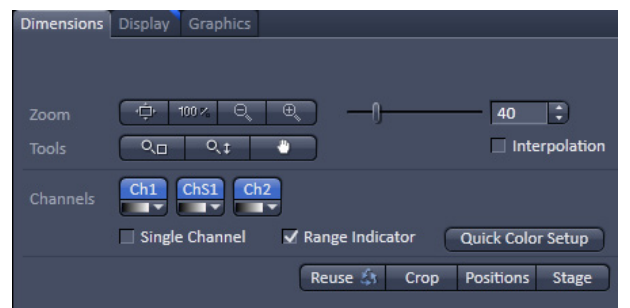 Dimensions Display Graphics
Zoom 100% 40
Tools Interpolation
Channels Ch1 ChS1 Ch2
Single Channel Range Indicator Quick Color Setup
Reuse Crop Positions Stage